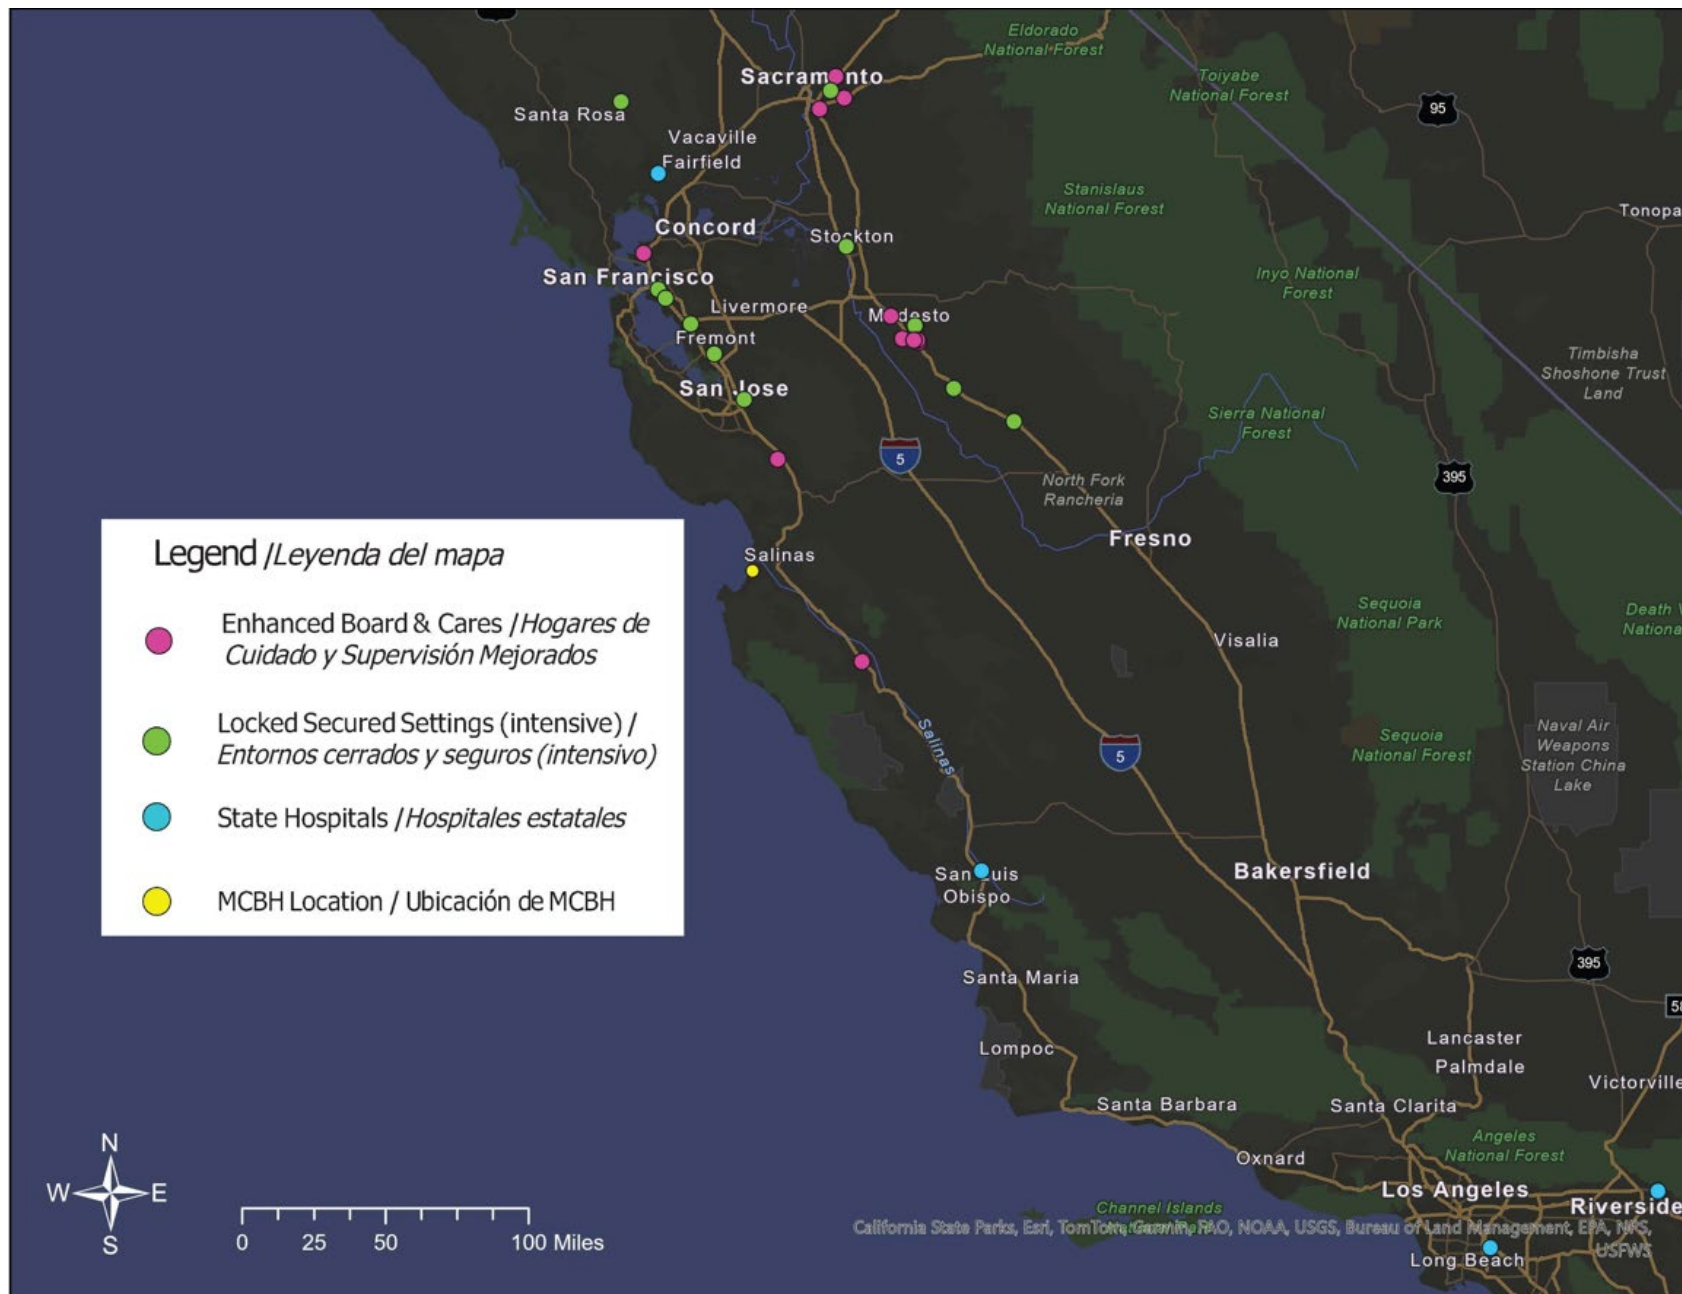 Eldorado
National Forest
Sacramento
Toiyabe
National Forest
95
Santa Rosa
Vacaville
Fairfield
Stanislaus
National Forest
Tonopa
Concord
Stockton
San Francisco
Inyo National
Forest
Livermore
Modesto
Fremont
Timbisha
Shoshone Trust
Land
San Jose
Sierra National
Forest
5
395
North Fork
Rancheria
Fresno
Legend /Leyenda del mapa
Enhanced Board & Cares /Hogares de
Cuidado y Supervisión Mejorados
Locked Secured Settings (intensive) /
Entornos cerrados y seguros (intensivo)
State Hospitals /Hospitales estatales
MCBH Location / Ubicación de MCBH
Salinas
Sequoia
National Park
Death V
Nationa
Visalia
Salinas
Sequoia
National Forest
Naval Air
Weapons
Station China
Lake
5
San Luis
Obispo
Bakersfield
395
Santa Maria
58
Lompoc
Lancaster
Palmdale
Victorville
Santa Barbara
Santa Clarita
Angeles
National Forest
Oxnard
Los Angeles
Riverside
Channel Islands
California State Parks, Esri, TomTom, Garmin, FAO, NOAA, USGS, Bureau of Land Management, EPA, NPS,
USFWS
Long Beach
N
W E
S
0 25 50 100 Miles